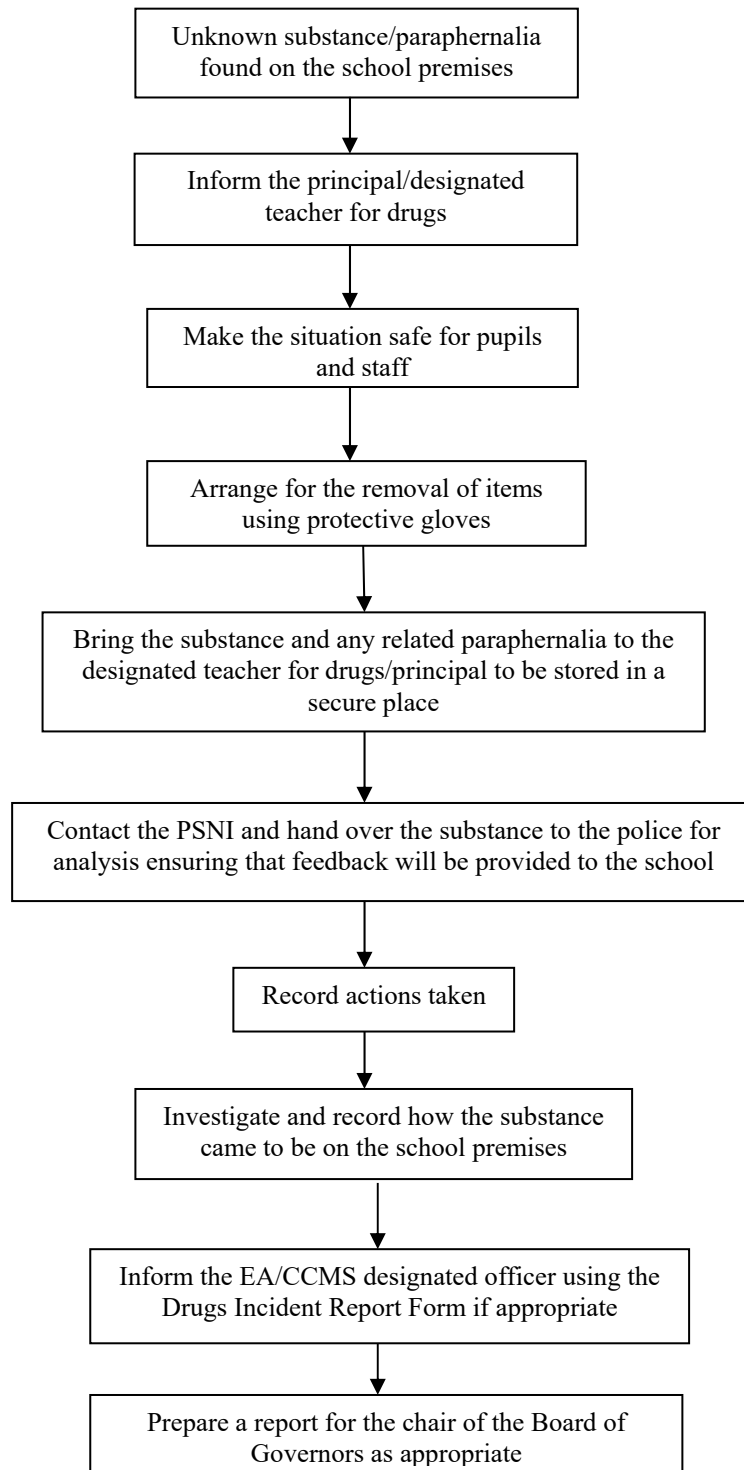 Unknown substance/paraphernalia
found on the school premises
Inform the principal/designated
teacher for drugs
Make the situation safe for pupils
and staff
Arrange for the removal of items
using protective gloves
Bring the substance and any related paraphernalia to the
designated teacher for drugs/principal to be stored in a
secure place
Contact the PSNI and hand over the substance to the police for
analysis ensuring that feedback will be provided to the school
Record actions taken
Investigate and record how the substance
came to be on the school premises
Inform the EA/CCMS designated officer using the
Drugs Incident Report Form if appropriate
Prepare a report for the chair of the Board of
Governors as appropriate